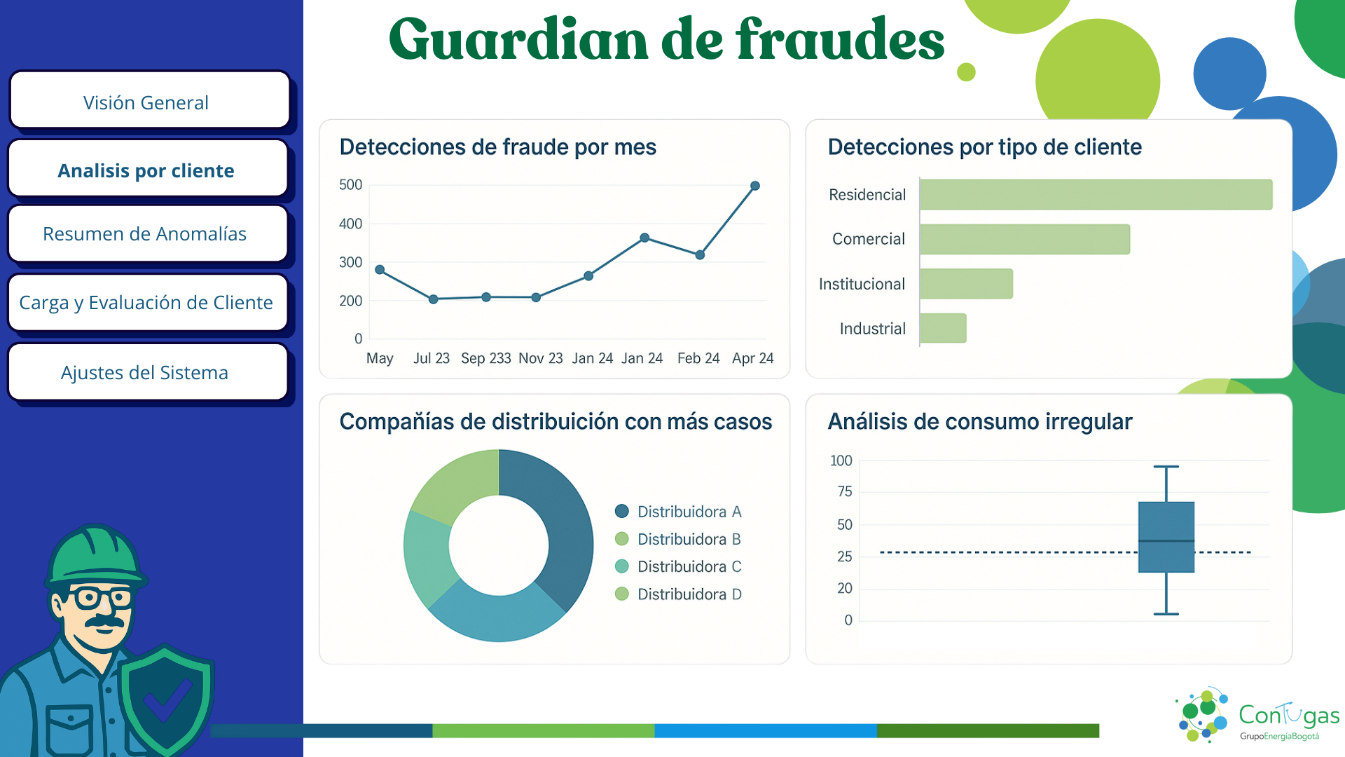 Guardian de fraudes
Visión General
Analisis por cliente
Resumen de Anomalías
Carga y Evaluación de Cliente
Ajustes del Sistema
Detecciones de fraude por mes
500
400
300
200
0
May Jul 23 Sep 233 Nov 23 Jan 24 Jan 24 Feb 24 Apr 24
Detecciones por tipo de cliente
Residencial
Comercial
Institucional
Industrial
Compañías de distribuición con más casos
Distribuidora A
Distribuidora B
Distribuidora C
Distribuidora D
Análisis de consumo irregular
100
75
50
25
20
0
ConTUgas
GrupoEnergíaBogotá